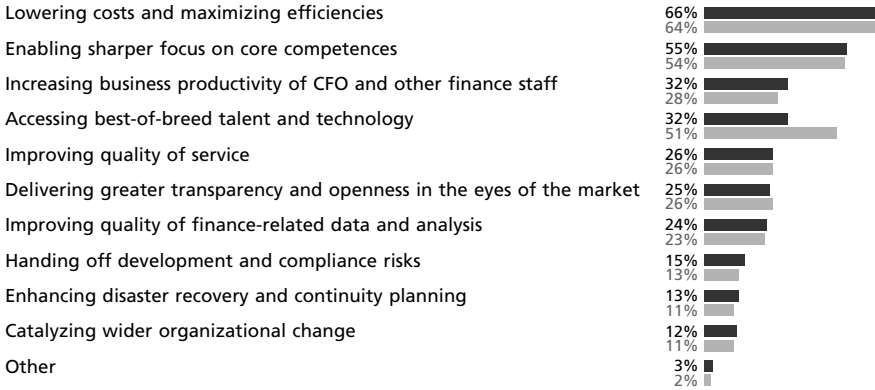 Lowering costs and maximizing efficiencies 66%
64%
Enabling sharper focus on core competences 55%
54%
Increasing business productivity of CFO and other finance staff 32%
28%
Accessing best-of-breed talent and technology 32%
51%
Improving quality of service 26%
26%
Delivering greater transparency and openness in the eyes of the market 25%
26%
Improving quality of finance-related data and analysis 24%
23%
Handing off development and compliance risks 15%
13%
Enhancing disaster recovery and continuity planning 13%
11%
Catalyzing wider organizational change 12%
11%
Other 3%
2%